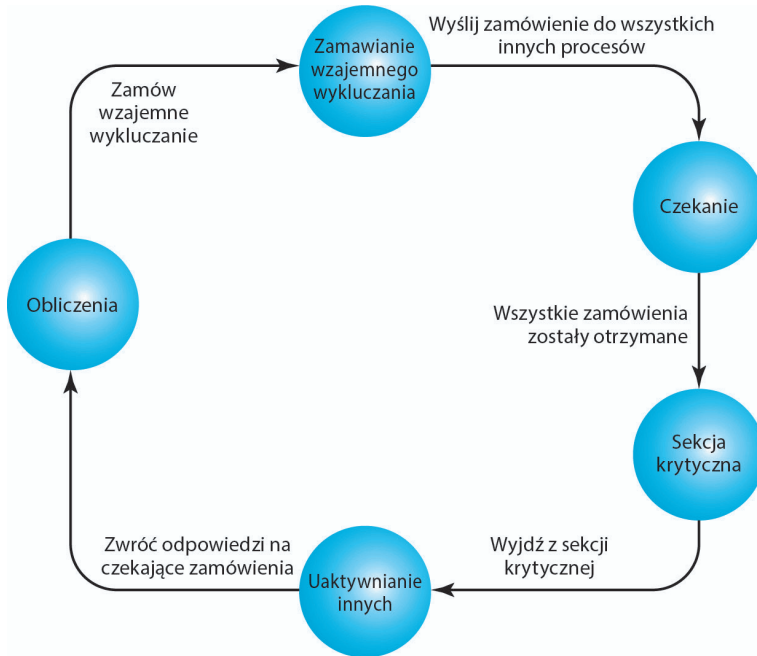 Zamawianie
wzajemnego
wykluczania
Wyślij zamówienie do wszystkich
innych procesów
Zamów
wzajemne
wykluczanie
Czekanie
Obliczenia
Wszystkie zamówienia
zostały otrzymane
Sekcja
krytyczna
Zwróć odpowiedzi na
czekające zamówienia
Wyjdź z sekcji
krytycznej
Uaktywnianie
innych